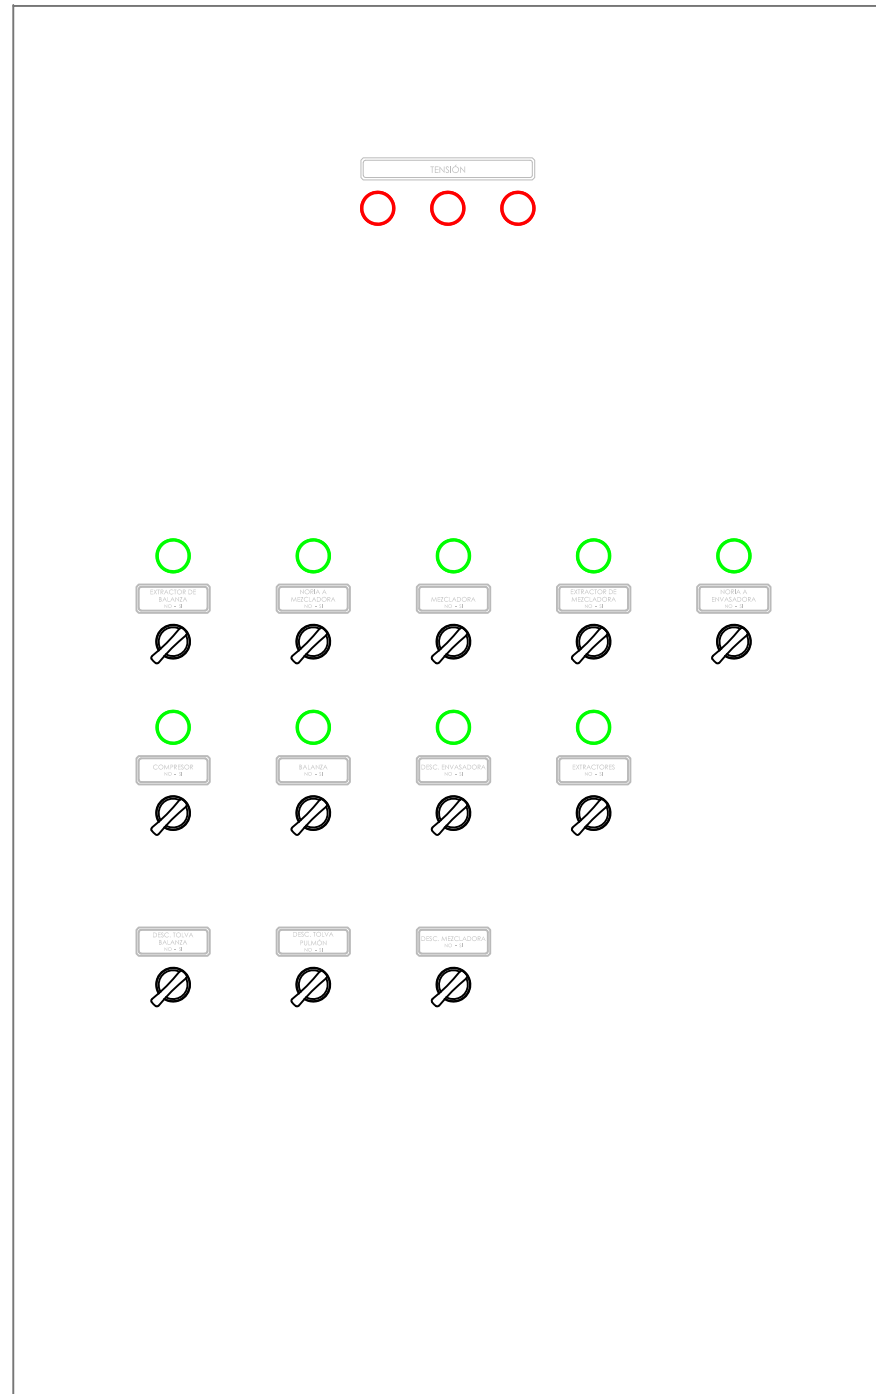 TENSIÓN
EXTRACTOR DE
BALANZA
NO - SI
NORIA A
MEZCLADORA
NO - SI
MEZCLADORA
NO - SI
EXTRACTOR DE
MEZCLADORA
NO - SI
NORIA A
ENVASADORA
NO - SI
COMPRESOR
NO - SI
BALANZA
NO - SI
DESC. ENVASADORA
NO - SI
EXTRACTORES
NO - SI
DESC. TOLVA
BALANZA
NO - SI
DESC. TOLVA
PULMÓN
NO - SI
DESC. MEZCLADORA
NO - SI